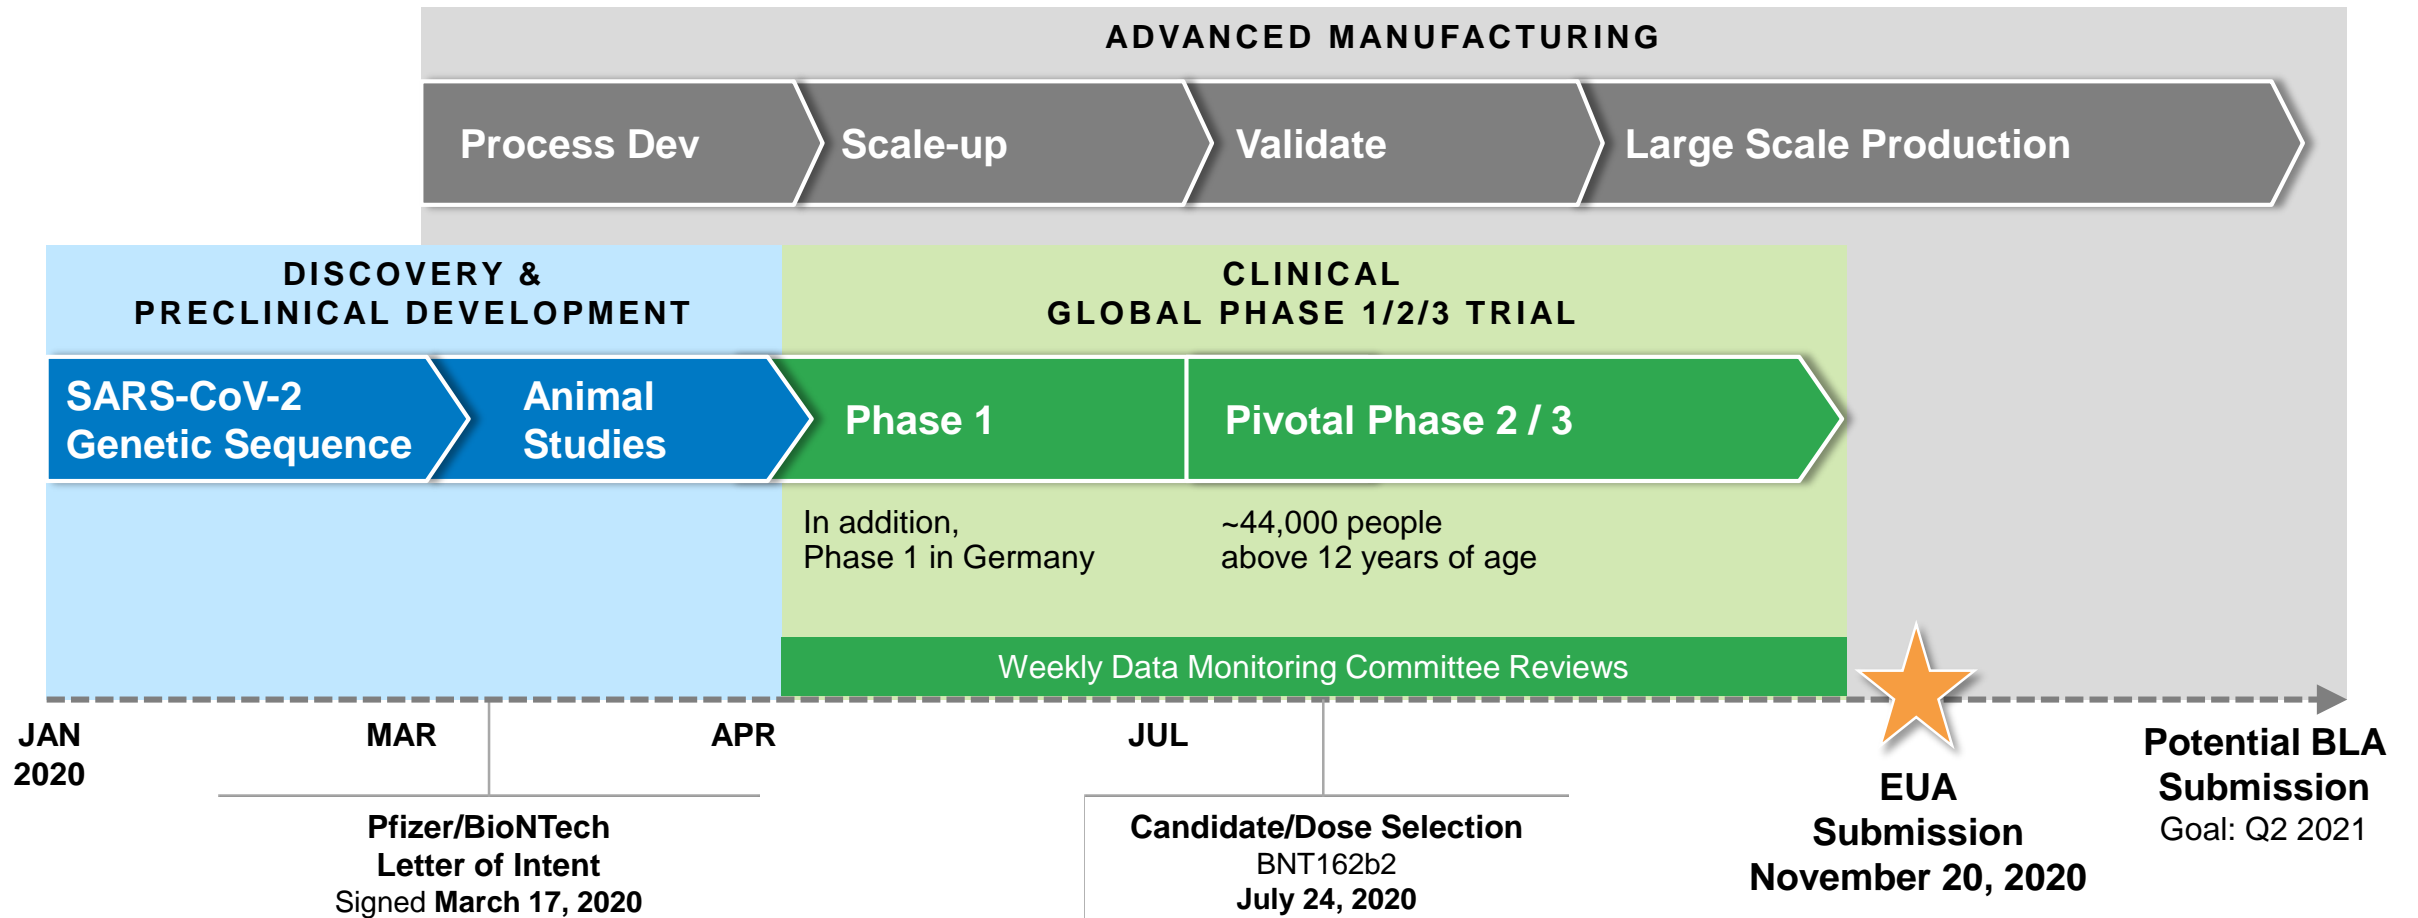 ADVANCED MANUFACTURING
Process Dev
Scale-up
Validate
Large Scale Production
DISCOVERY &
PRECLINICAL DEVELOPMENT
CLINICAL
GLOBAL PHASE 1/2/3 TRIAL
SARS-CoV-2
Genetic Sequence
Animal
Studies
Phase 1
Pivotal Phase 2 / 3
In addition,
Phase 1 in Germany
~44,000 people
above 12 years of age
Weekly Data Monitoring Committee Reviews
JAN
2020
MAR
APR
JUL
Pfizer/BioNTech
Letter of Intent
Signed March 17, 2020
Candidate/Dose Selection
BNT162b2
July 24, 2020
EUA
Submission
November 20, 2020
Potential BLA
Submission
Goal: Q2 2021